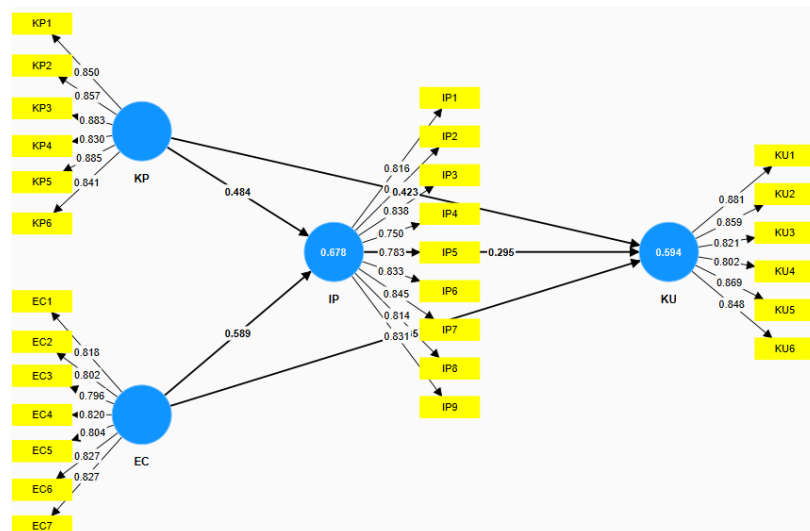 KP1
KP2
KP3
KP4
KP5
KP6
0.850
0.857
0.883
0.830
0.885
0.841
KP
0.484
EC1
EC2
EC3
EC4
EC5
EC6
EC7
0.818
0.802
0.796
0.820
0.804
0.827
0.827
EC
0.589
0.678
IP
IP1
IP2
IP3
IP4
IP5
IP6
IP7
IP8
IP9
0.816
0.423
0.838
0.750
0.783
0.833
0.845
0.814
0.831
0.295
0.594
KU
KU1
KU2
KU3
KU4
KU5
KU6
0.881
0.859
0.821
0.802
0.869
0.848